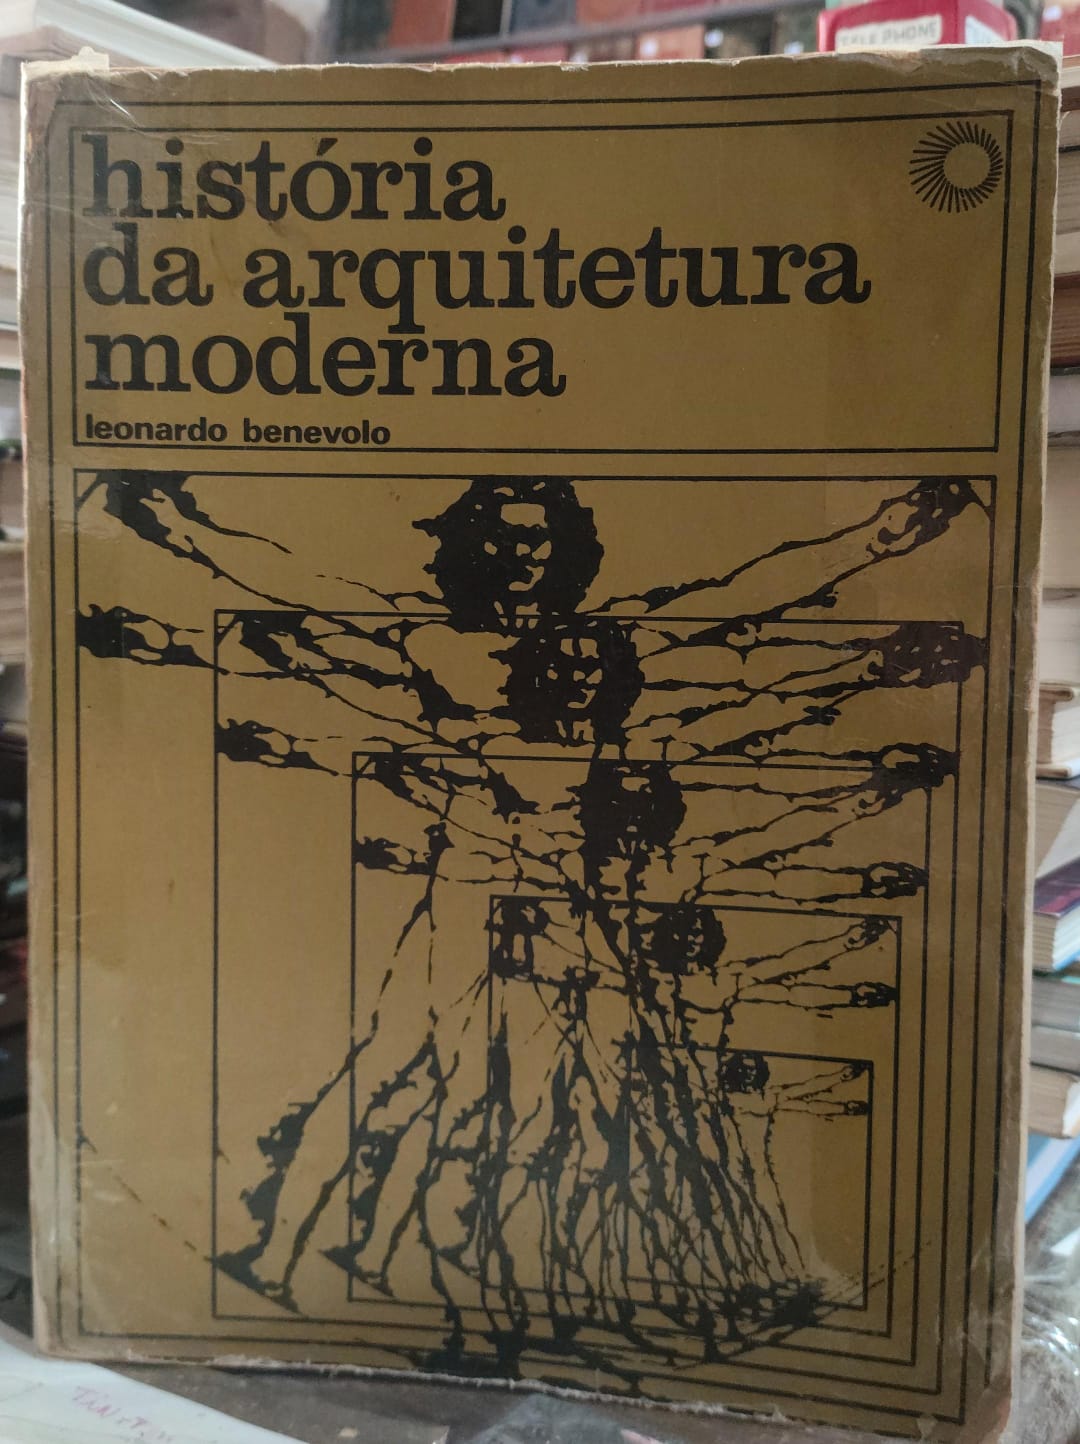 TELEPHONE
história
da arquitetura
moderna
leonardo benevolo